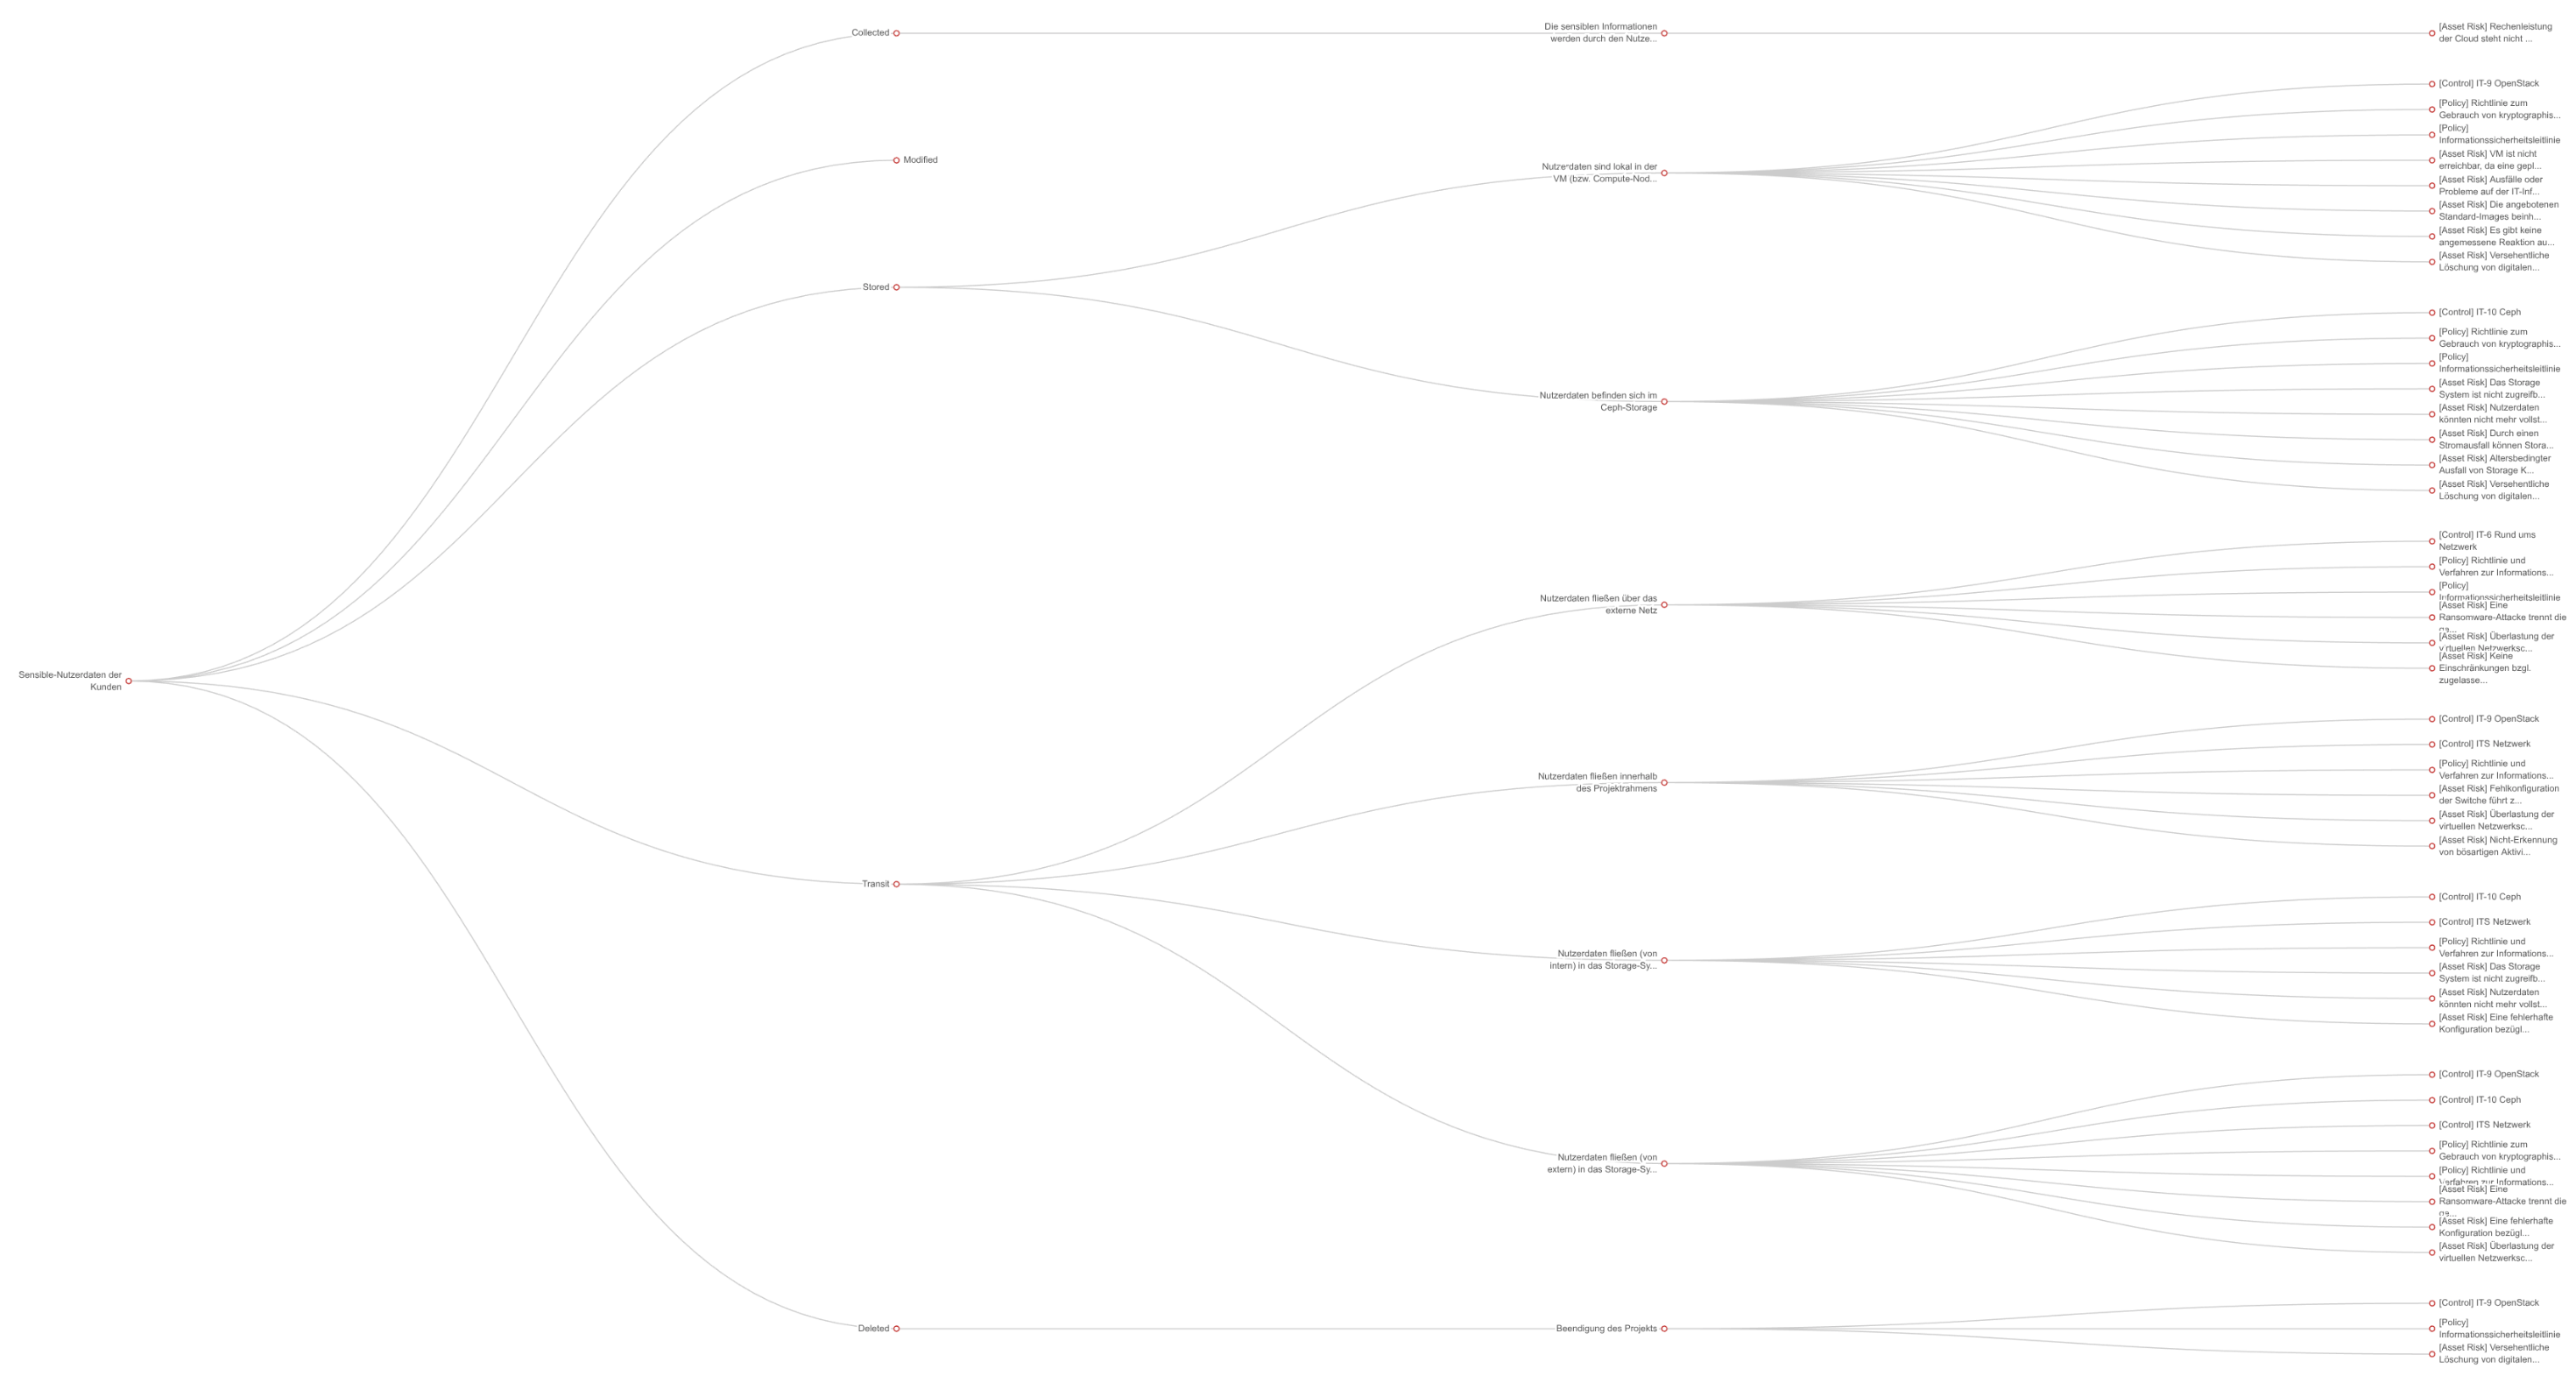 Sensible-Nutzerdaten der
Kunden
Collected
Die sensiblen Informationen
werden durch den Nutze...
[Asset Risk] Rechenleistung
der Cloud steht nicht ...
Modified
Stored
Nutzerdaten sind lokal in der
VM (bzw. Compute-Nod...
[Control] IT-9 OpenStack
[Policy] Richtlinie zum
Gebrauch von kryptographis...
[Policy]
Informationssicherheitsleitlinie
[Asset Risk] VM ist nicht
erreichbar, da eine gepl...
[Asset Risk] Ausfälle oder
Probleme auf der IT-Inf...
[Asset Risk] Die angebotenen
Standard-Images beinh...
[Asset Risk] Es gibt keine
angemessene Reaktion au...
[Asset Risk] Versehentliche
Löschung von digitalen...
Nutzerdaten befinden sich im
Ceph-Storage
[Control] IT-10 Ceph
[Policy] Richtlinie zum
Gebrauch von kryptographis...
[Policy]
Informationssicherheitsleitlinie
[Asset Risk] Das Storage
System ist nicht zugreifb...
[Asset Risk] Nutzerdaten
könnten nicht mehr vollst...
[Asset Risk] Durch einen
Stromausfall können Stora...
[Asset Risk] Altersbedingter
Ausfall von Storage K...
[Asset Risk] Versehentliche
Löschung von digitalen...
Transit
Nutzerdaten fließen über das
externe Netz
[Control] IT-6 Rund ums
Netzwerk
[Policy] Richtlinie und
Verfahren zur Informations...
[Policy]
Informationssicherheitsleitlinie
[Asset Risk] Eine
Ransomware-Attacke trennt die
ga...
[Asset Risk] Überlastung der
virtuellen Netzwerksc...
[Asset Risk] Keine
Einschränkungen bzgl.
zugelasse...
Nutzerdaten fließen innerhalb
des Projektrahmens
[Control] IT-9 OpenStack
[Control] ITS Netzwerk
[Policy] Richtlinie und
Verfahren zur Informations...
[Asset Risk] Fehlkonfiguration
der Switche führt z...
[Asset Risk] Überlastung der
virtuellen Netzwerksc...
[Asset Risk] Nicht-Erkennung
von bösartigen Aktivi...
Nutzerdaten fließen (von
intern) in das Storage-Sy...
[Control] IT-10 Ceph
[Control] ITS Netzwerk
[Policy] Richtlinie und
Verfahren zur Informations...
[Asset Risk] Das Storage
System ist nicht zugreifb...
[Asset Risk] Nutzerdaten
könnten nicht mehr vollst...
[Asset Risk] Eine fehlerhafte
Konfiguration bezügl...
Nutzerdaten fließen (von
extern) in das Storage-Sy...
[Control] IT-9 OpenStack
[Control] IT-10 Ceph
[Control] ITS Netzwerk
[Policy] Richtlinie zum
Gebrauch von kryptographis...
[Policy] Richtlinie und
Verfahren zur Informations...
[Asset Risk] Eine
Ransomware-Attacke trennt die
ga...
[Asset Risk] Eine fehlerhafte
Konfiguration bezügl...
[Asset Risk] Überlastung der
virtuellen Netzwerksc...
Deleted
Beendigung des Projekts
[Control] IT-9 OpenStack
[Policy]
Informationssicherheitsleitlinie
[Asset Risk] Versehentliche
Löschung von digitalen...